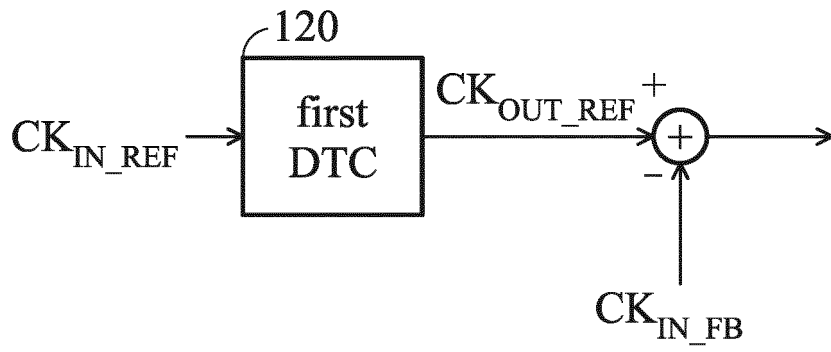 120
first
DTC
CK_IN_REF
CK_OUT_REF
+
+
−
CK_IN_FB